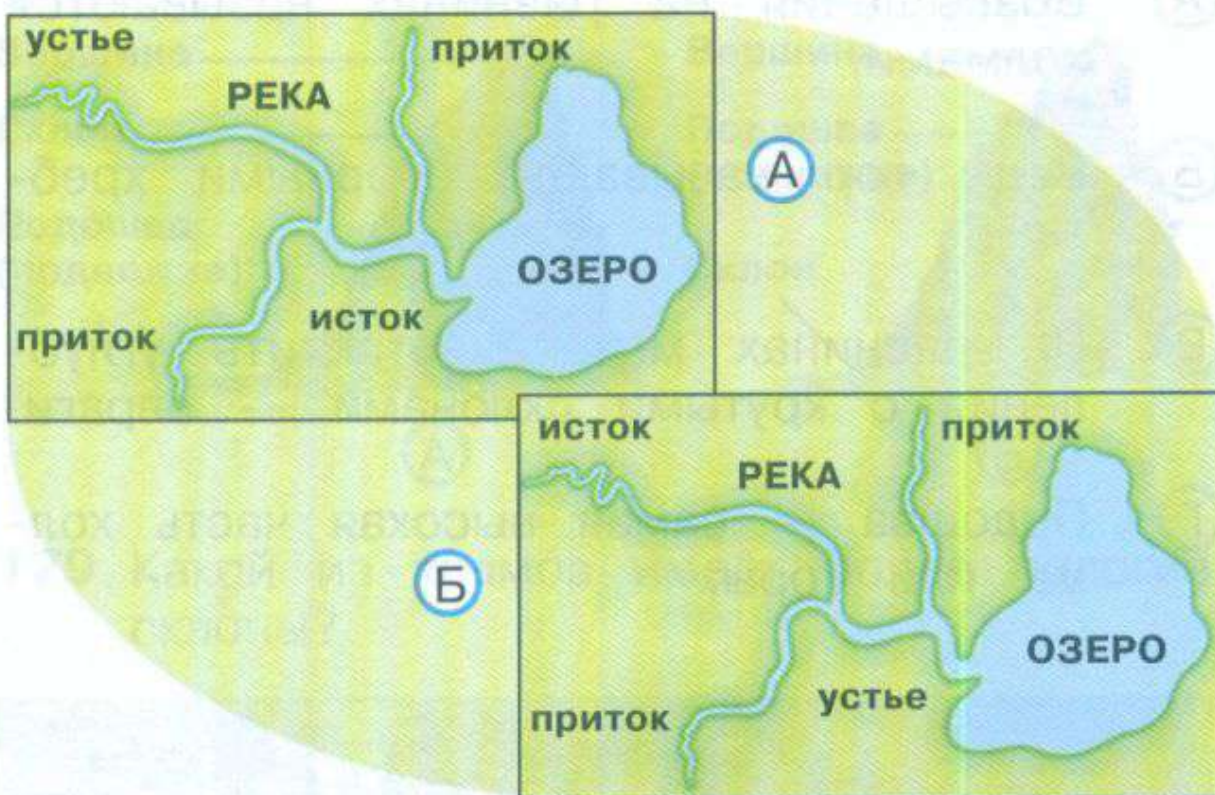 устье
приток
РЕКА
А
ОЗЕРО
исток
приток
исток
приток
РЕКА
Б
ОЗЕРО
устье
приток